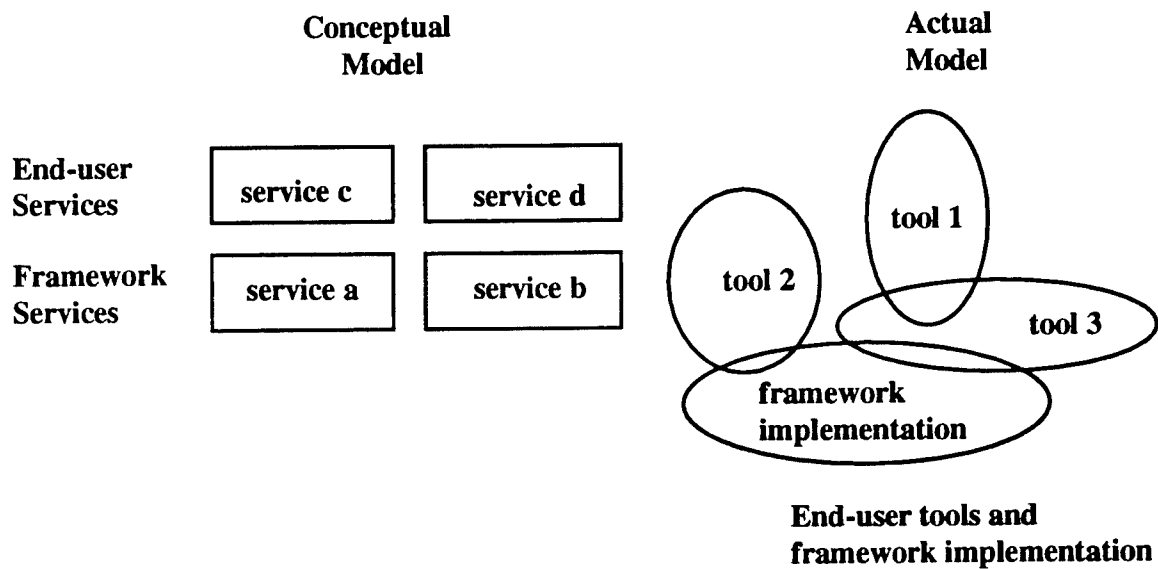 Conceptual
Model
Actual
Model
End-user
Services
service c
service d
Framework
Services
service a
service b
tool 1
tool 2
tool 3
framework
implementation
End-user tools and
framework implementation